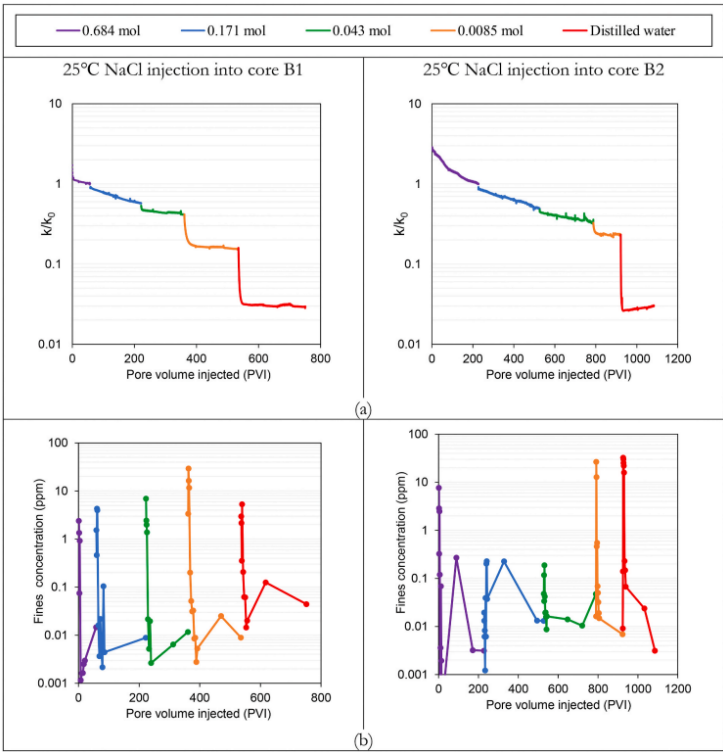 0.684 mol 0.171 mol 0.043 mol 0.0085 mol Distilled water
25℃ NaCl injection into core B1
10
1
0.1
0.01
k/k0
0 200 400 600 800
Pore volume injected (PVI)
25℃ NaCl injection into core B2
10
1
0.1
0.01
k/k0
0 200 400 600 800 1000 1200
Pore volume injected (PVI)
(a)
100
10
1
0.1
0.01
0.001
Fines concentration (ppm)
0 200 400 600 800
Pore volume injected (PVI)
100
10
1
0.1
0.01
0.001
Fines concentration (ppm)
0 200 400 600 800 1000 1200
Pore volume injected (PVI)
(b)